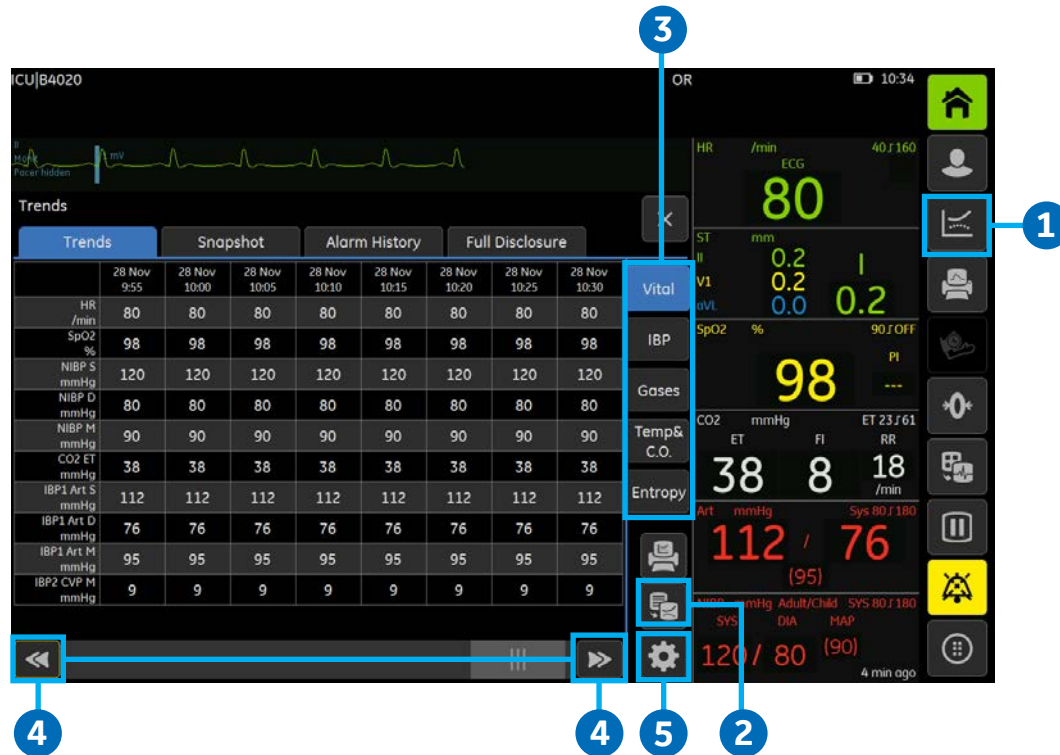 3
ICU|B4020 OR 10:34
II
1 mV
Monit
Pacer hidden
Trends
Trends Snapshot Alarm History Full Disclosure
28 Nov 28 Nov 28 Nov 28 Nov 28 Nov 28 Nov 28 Nov 28 Nov
9:55 10:00 10:05 10:10 10:15 10:20 10:25 10:30
HR
/min 80 80 80 80 80 80 80 80
SpO2
% 98 98 98 98 98 98 98 98
NIBP S
mmHg 120 120 120 120 120 120 120 120
NIBP D
mmHg 80 80 80 80 80 80 80 80
NIBP M
mmHg 90 90 90 90 90 90 90 90
CO2 ET
mmHg 38 38 38 38 38 38 38 38
IBP1 Art S
mmHg 112 112 112 112 112 112 112 112
IBP1 Art D
mmHg 76 76 76 76 76 76 76 76
IBP1 Art M
mmHg 95 95 95 95 95 95 95 95
IBP2 CVP M
mmHg 9 9 9 9 9 9 9 9
Vital
IBP
Gases
Temp&
C.O.
Entropy
HR /min 40 160
ECG
80
ST mm
II 0.2 I
V1 0.2 0.2
aVL 0.0
SpO2 % 90 OFF
PI
98 ---
CO2 mmHg ET 23 61
ET FI RR
38 8 18
/min
Art mmHg Sys 80 180
112 / 76
(95)
NIBP mmHg Adult/Child SYS 80 180
SYS DIA MAP
120/ 80 (90)
4 min ago
0
1
4 4 5 2